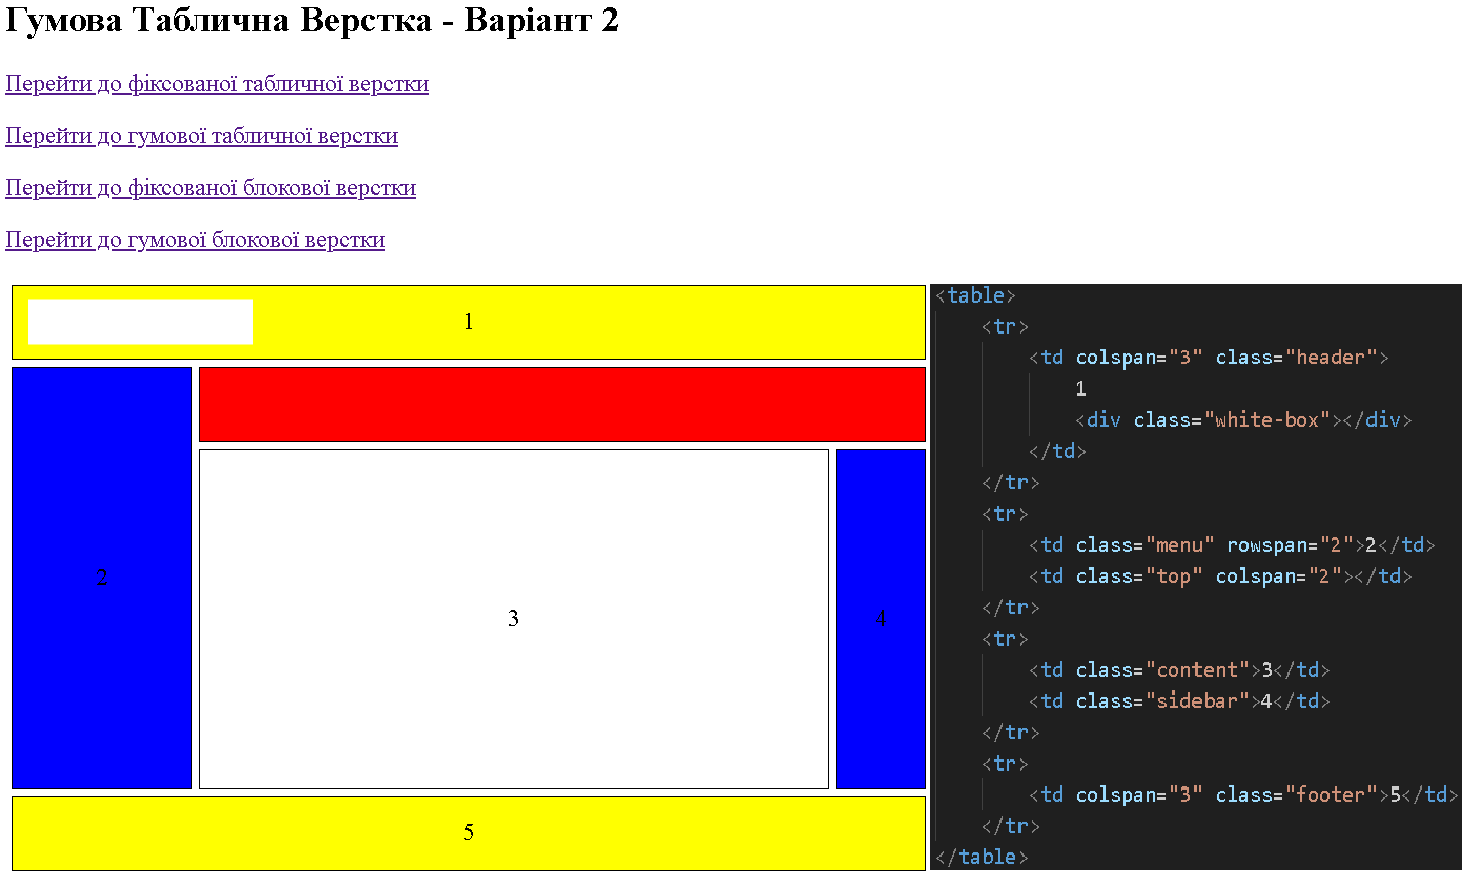 Гумова Таблична Верстка - Варіант 2
Перейти до фіксованої табличної верстки
Перейти до гумової табличної верстки
Перейти до фіксованої блокової верстки
Перейти до гумової блокової верстки
1
2
3
4
5
<table>
<tr>
<td colspan="3" class="header">
1
<div class="white-box"></div>
</td>
</tr>
<tr>
<td class="menu" rowspan="2">2</td>
<td class="top" colspan="2"></td>
</tr>
<tr>
<td class="content">3</td>
<td class="sidebar">4</td>
</tr>
<tr>
<td colspan="3" class="footer">5</td>
</tr>
</table>